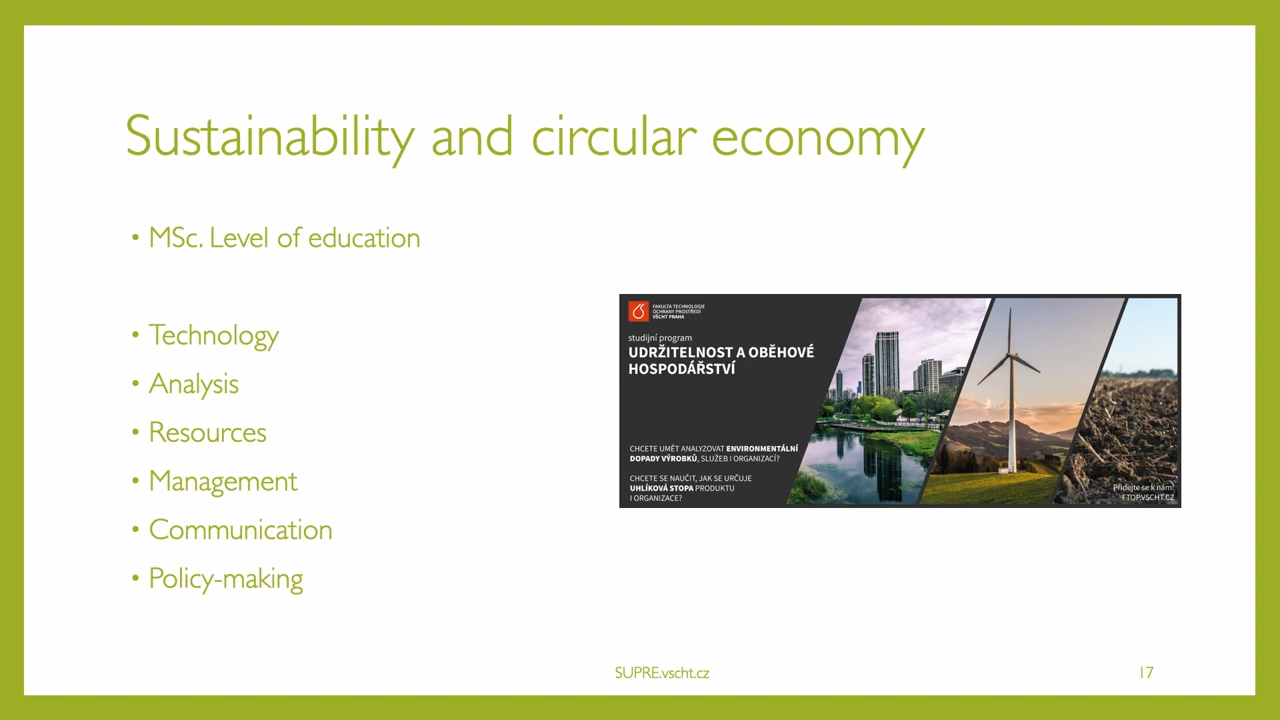 Sustainability and circular economy
• MSc. Level of education
• Technology
• Analysis
• Resources
• Management
• Communication
• Policy-making
FAKULTA TECHNOLOGIE
OCHRANY PROSTŘEDÍ
VŠCHT PRAHA
studijní program
UDRŽITELNOST A OBĚHOVÉ
HOSPODÁŘSTVÍ
CHCETE UMĚT ANALYZOVAT ENVIRONMENTÁLNÍ
DOPADY VÝROBKŮ, SLUŽEB I ORGANIZACÍ?
CHCETE SE NAUČIT, JAK SE URČUJE
UHLÍKOVÁ STOPA PRODUKTU
I ORGANIZACE?
Přidejte se k nám!
FTOP.VSCHT.CZ
SUPRE.vscht.cz
17